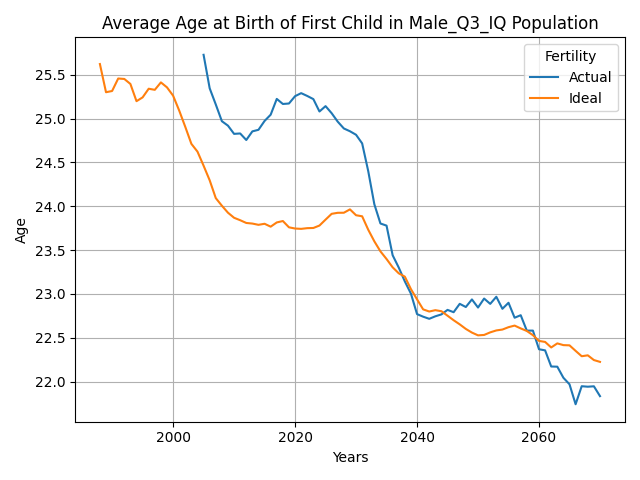 Average Age at Birth of First Child in Male_Q3_IQ Population
Fertility
Actual
Ideal
Age
25.5
25.0
24.5
24.0
23.5
23.0
22.5
22.0
2000
2020
2040
2060
Years